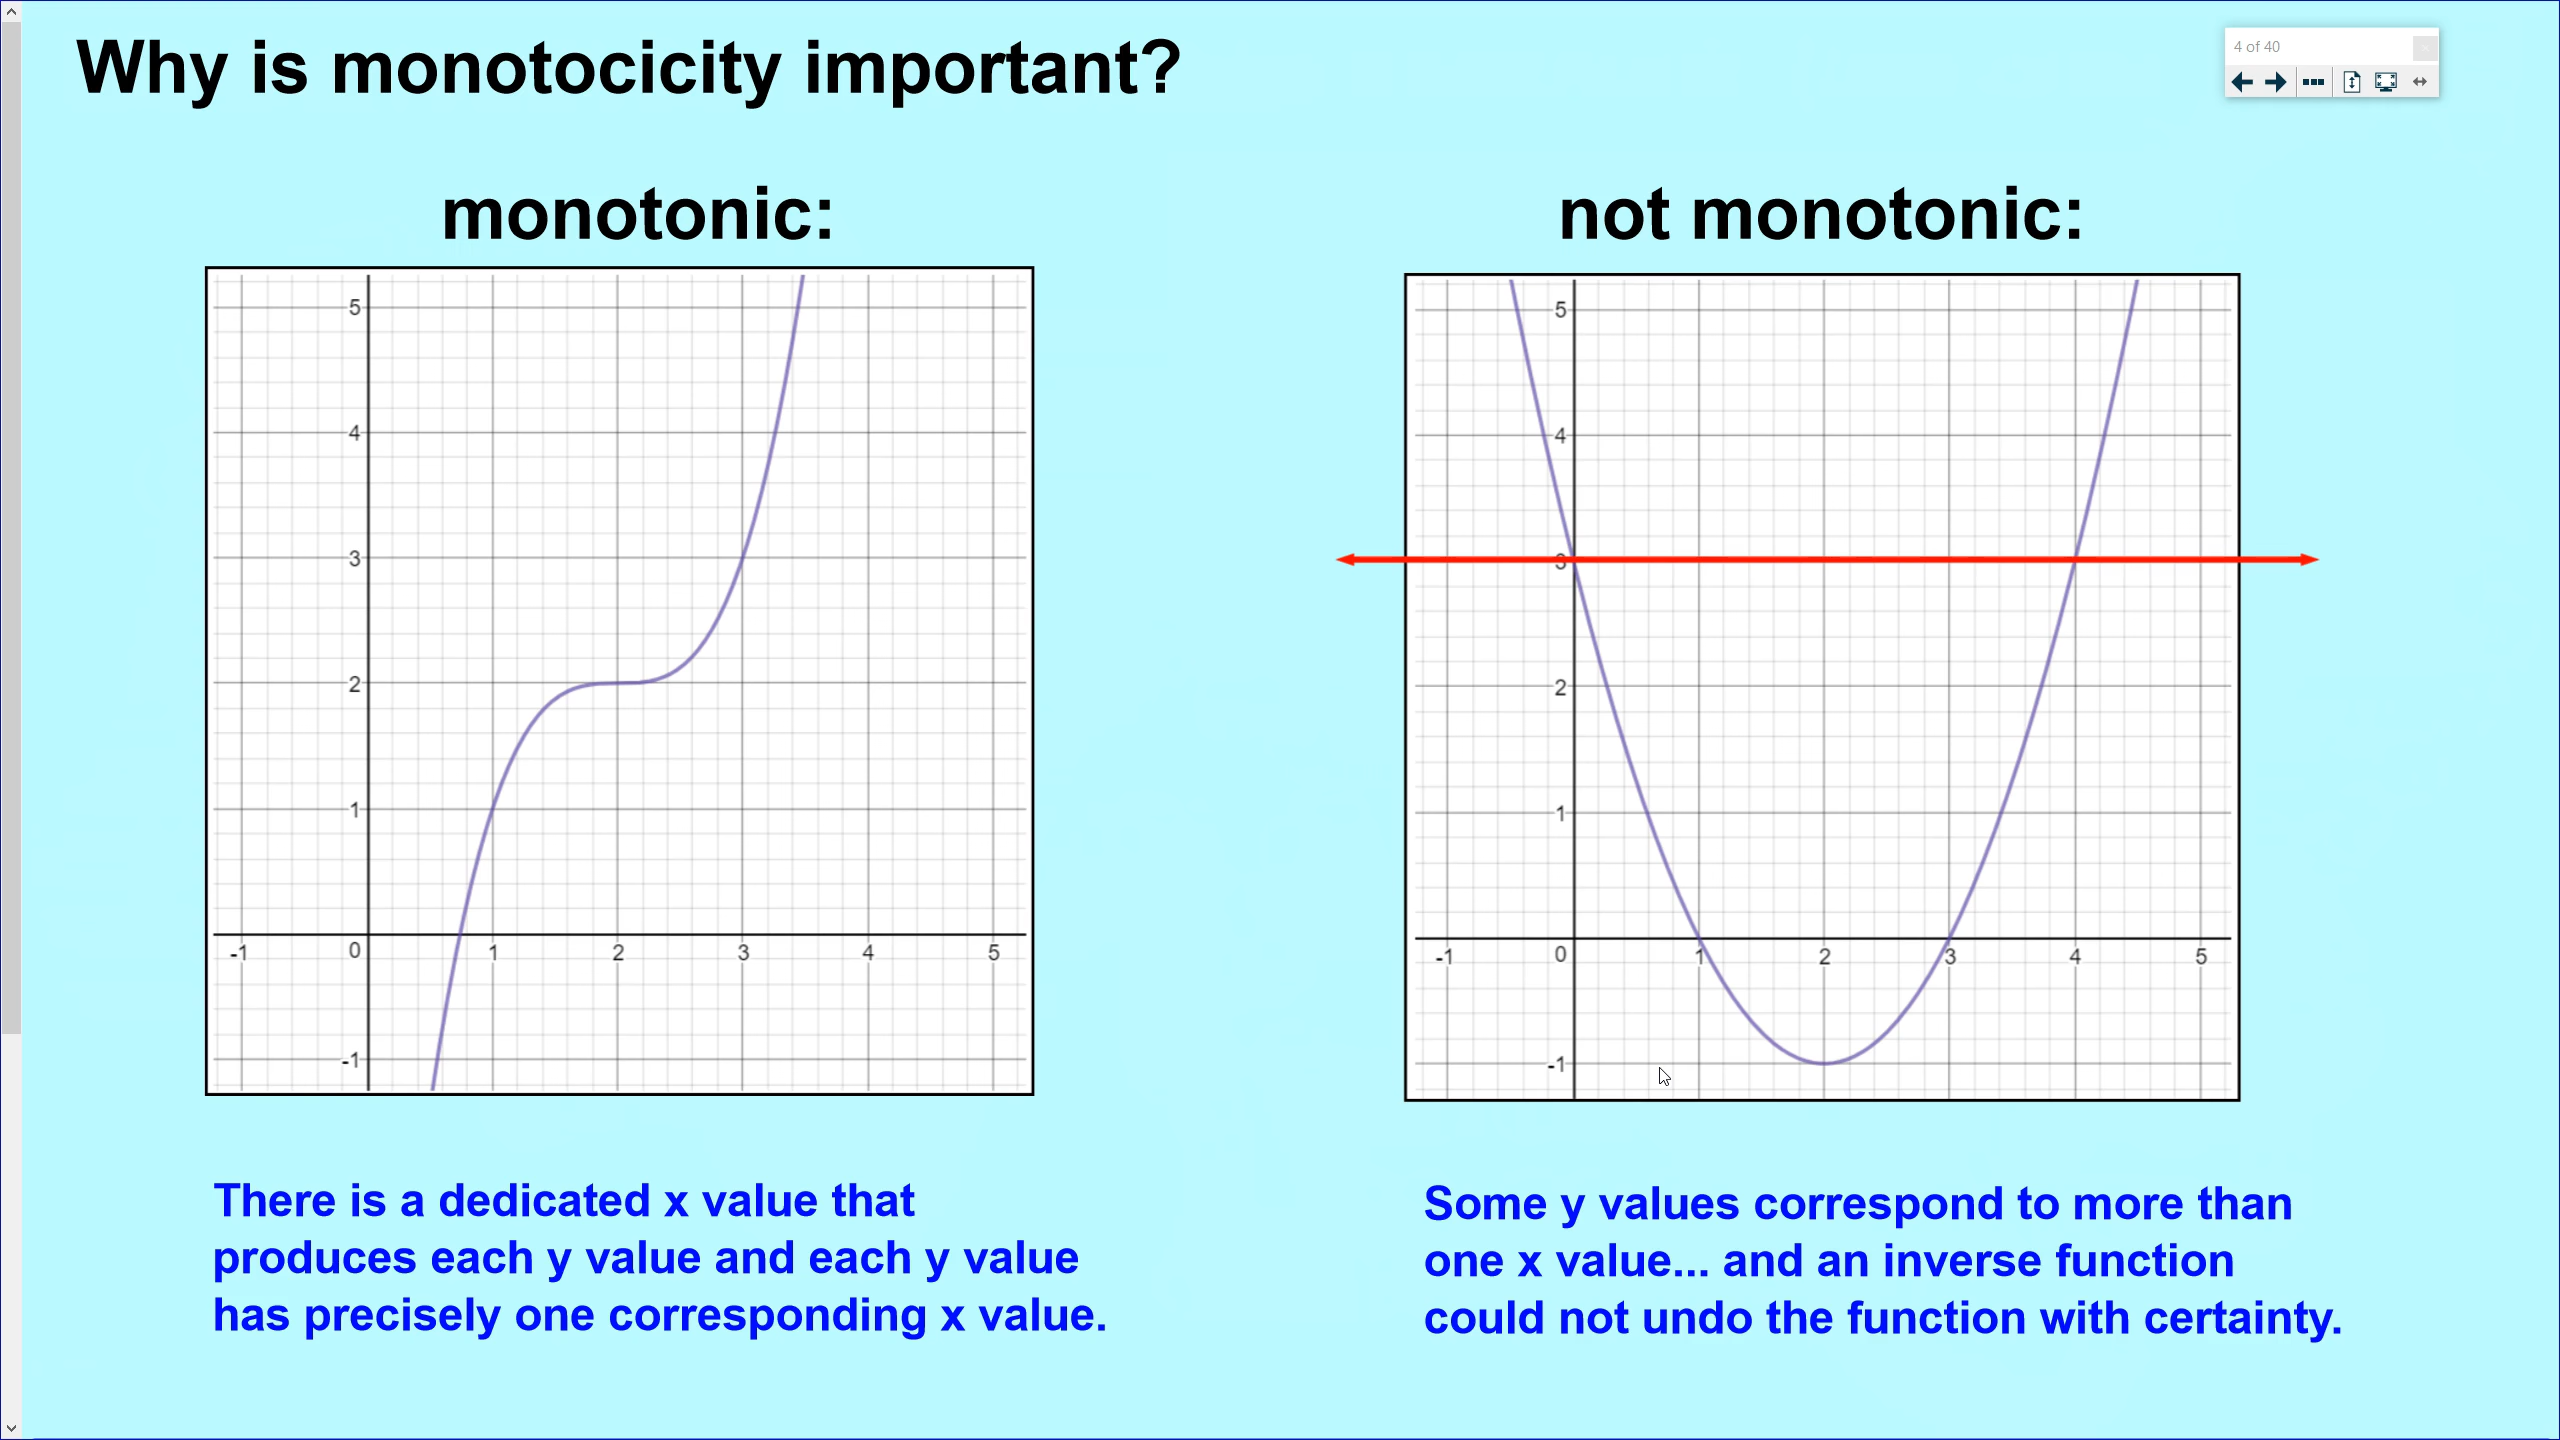 Why is monotocicity important?
4 of 40
monotonic:
not monotonic:
5
4
3
2
1
-1 0 1 2 3 4 5
-1
5
4
3
2
1
-1 0 1 2 3 4 5
-1
There is a dedicated x value that
produces each y value and each y value
has precisely one corresponding x value.
Some y values correspond to more than
one x value... and an inverse function
could not undo the function with certainty.